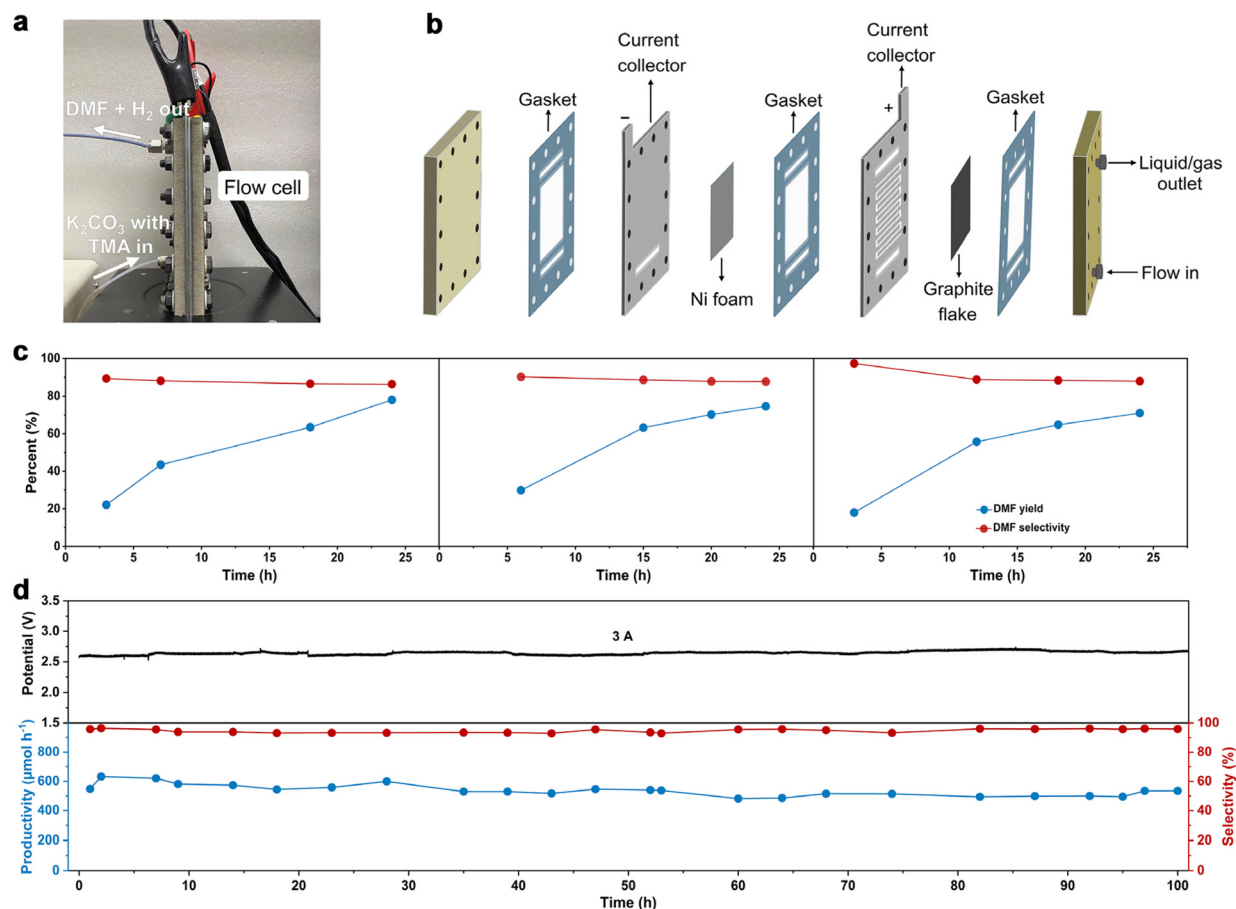 a
DMF + H₂ out
Flow cell
K₂CO₃ with
TMA in
b
Gasket
Current
collector
−
Ni foam
Gasket
Current
collector
+
Graphite
flake
Gasket
Liquid/gas
outlet
Flow in
c
Percent (%)
100
80
60
40
20
0
0 5 10 15 20 25
Time (h)
0 5 10 15 20 25
Time (h)
DMF yield
DMF selectivity
0 5 10 15 20 25
Time (h)
d
Potential (V)
3.5
3.0
2.5
2.0
1.5
3 A
Productivity (µmol h⁻¹)
800
600
400
200
0
Selectivity (%)
100
80
60
40
20
0
0 10 20 30 40 50 60 70 80 90 100
Time (h)